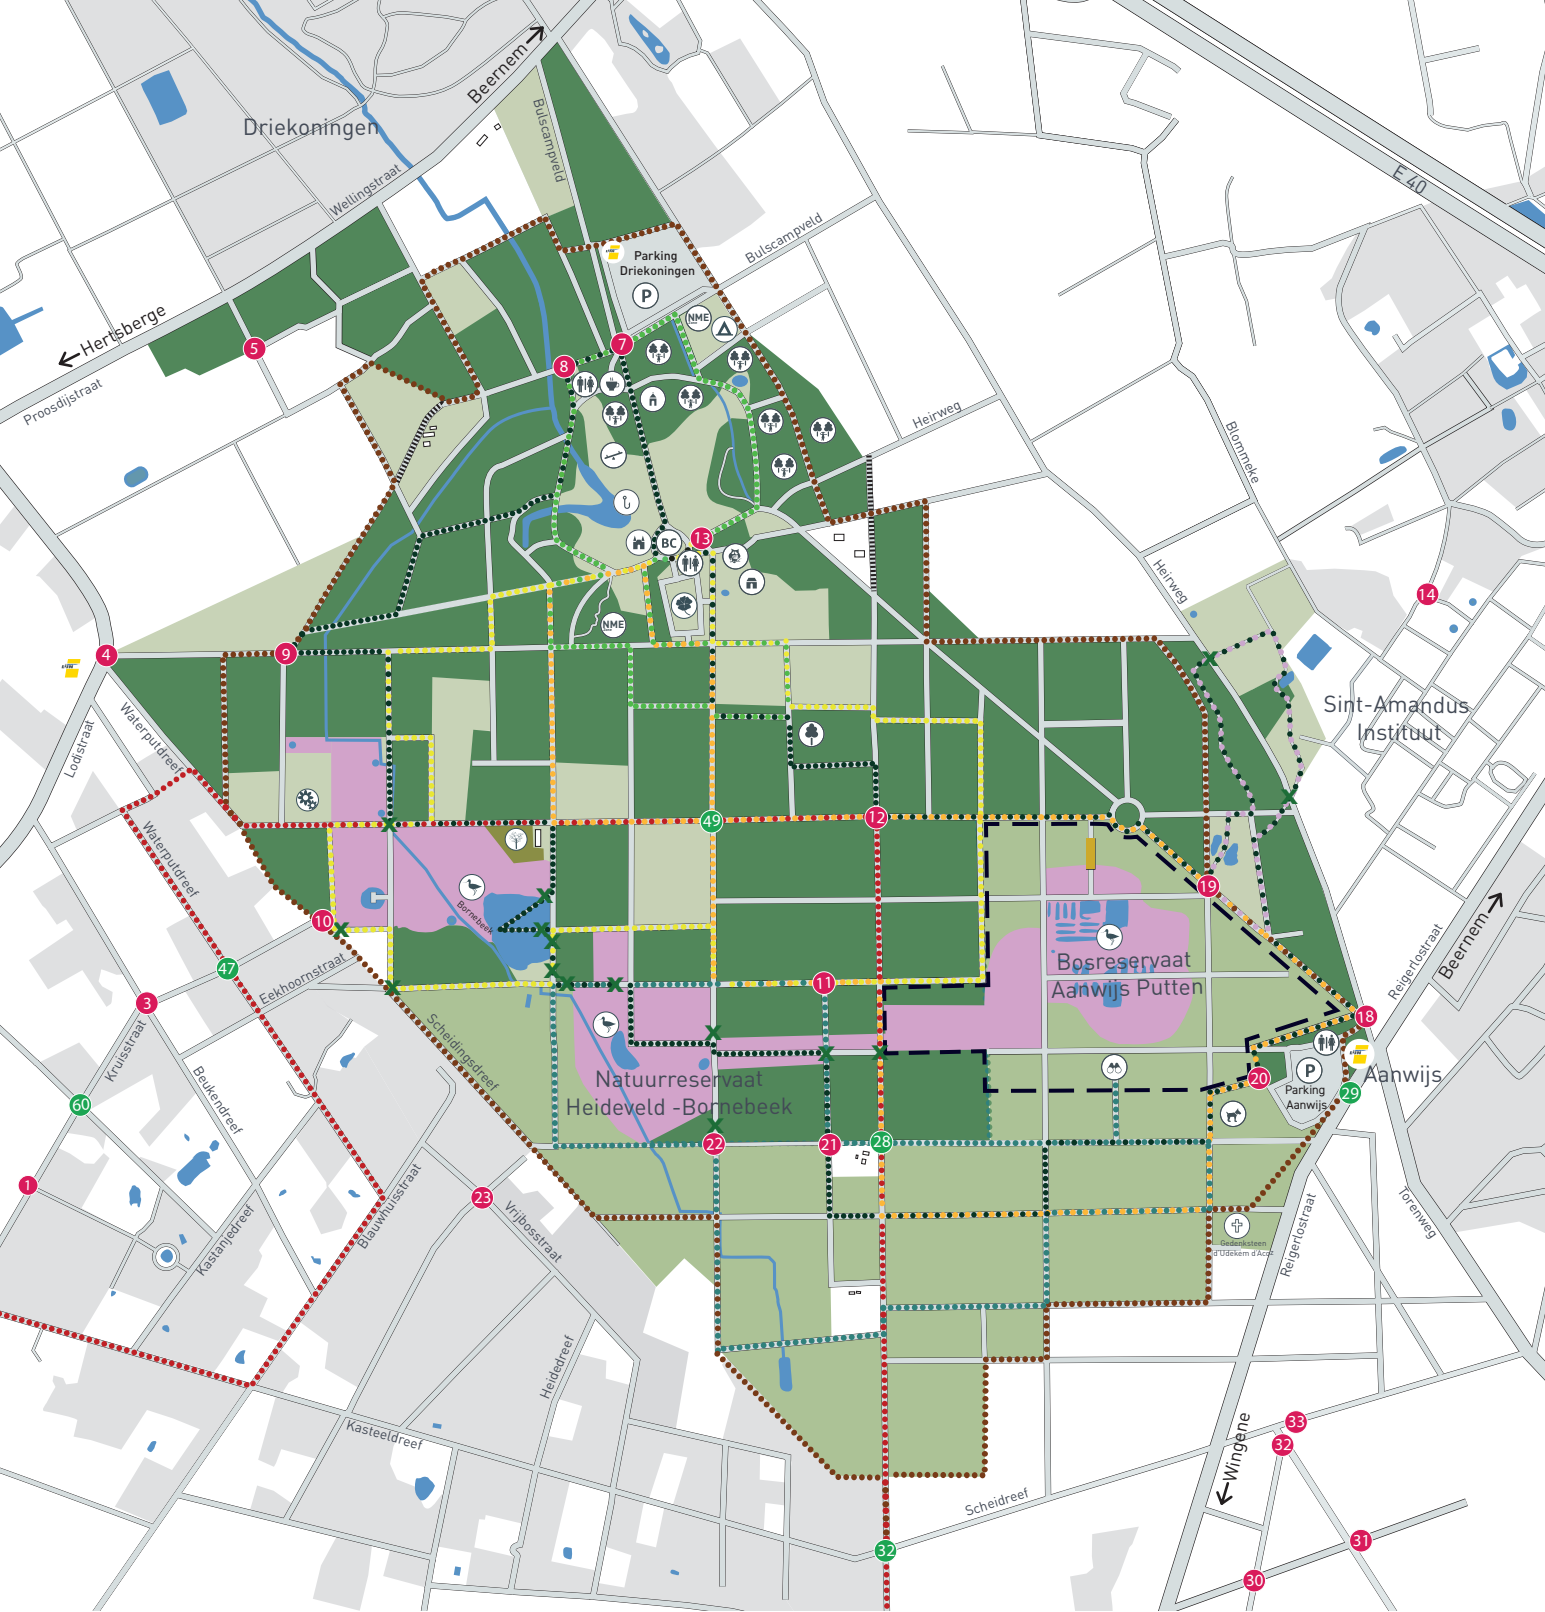 Beernem
Driekoningen
Bulscampveld
Wellingstraat
E 40
Bulscampveld
Parking
Driekoningen
P
NME
Hertsberge
5
7
8
Proosdijstraat
Heirweg
Blommeke
13
BC
Heirweg
14
NME
4
9
Sint-Amandus
Instituut
Lodistraat
Waterputdreef
49
12
Waterputdreef
19
Bornebeek
10
Bosreservaat
Aanwijs Putten
Reigerlostraat
Beernem
47
Eekhoornstraat
3
11
18
Kruisstraat
Scheidingsdreef
Natuurreservaat
Heideveld -Bornebeek
P
Parking
Aanwijs
Aanwijs
20
29
60
Beukendreef
22
21
28
1
23
Blauwhuisstraat
Vrijbosstraat
Kastanjedreef
Torenweg
Reigerlostraat
Gedenksteen
d'Udekem d'Acoz
Heidedreef
Kasteeldreef
33
32
Wingene
Scheidreef
31
32
30